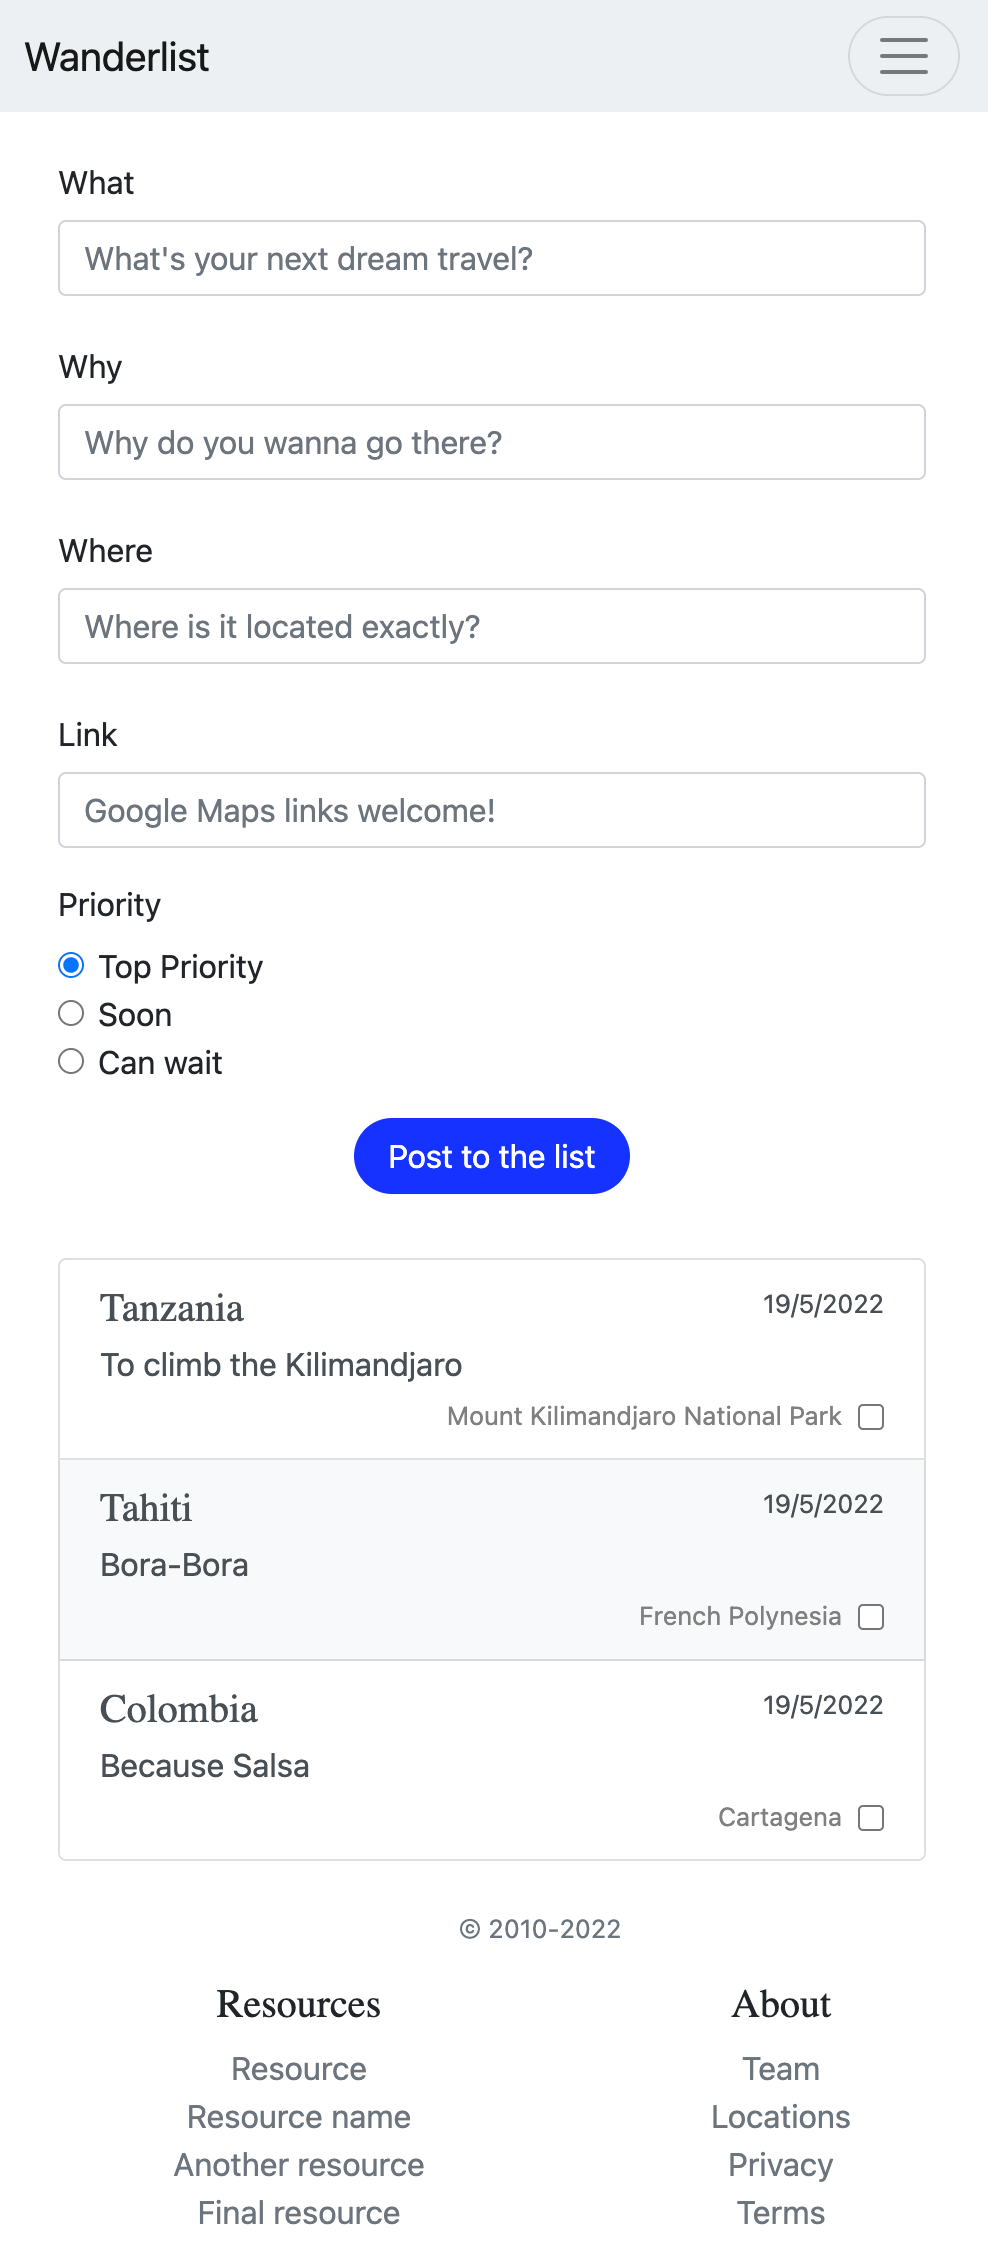 Wanderlist
What
What's your next dream travel?
Why
Why do you wanna go there?
Where
Where is it located exactly?
Link
Google Maps links welcome!
Priority
Top Priority
Soon
Can wait
Post to the list
Tanzania 19/5/2022
To climb the Kilimandjaro
Mount Kilimandjaro National Park
Tahiti 19/5/2022
Bora-Bora
French Polynesia
Colombia 19/5/2022
Because Salsa
Cartagena
© 2010-2022
Resources
Resource
Resource name
Another resource
Final resource
About
Team
Locations
Privacy
Terms